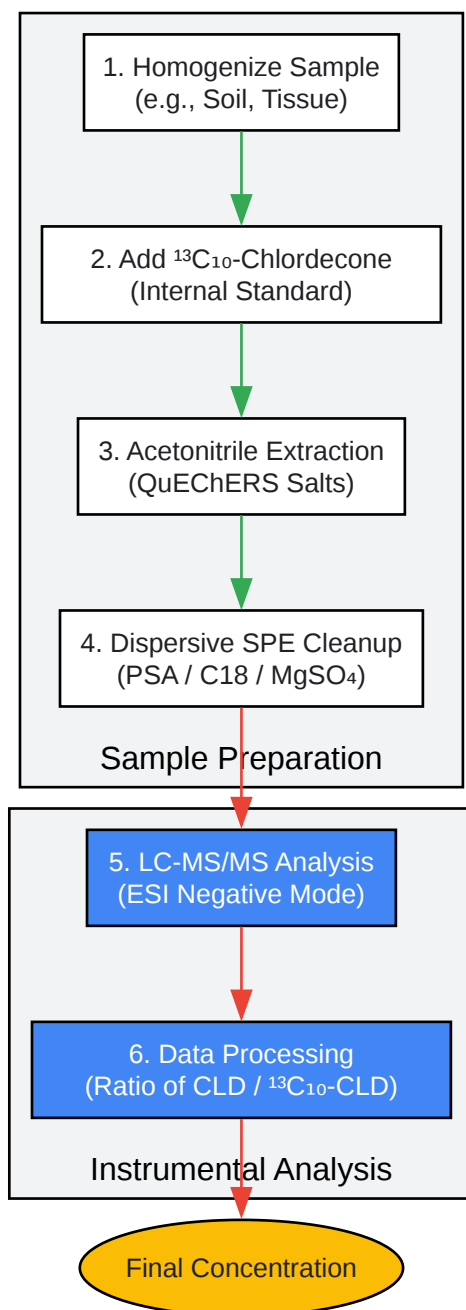 1. Homogenize Sample
(e.g., Soil, Tissue)
2. Add ¹³C₁₀-Chlordecone
(Internal Standard)
3. Acetonitrile Extraction
(QuEChERS Salts)
4. Dispersive SPE Cleanup
(PSA / C18 / MgSO₄)
Sample Preparation
5. LC-MS/MS Analysis
(ESI Negative Mode)
6. Data Processing
(Ratio of CLD / ¹³C₁₀-CLD)
Instrumental Analysis
Final Concentration